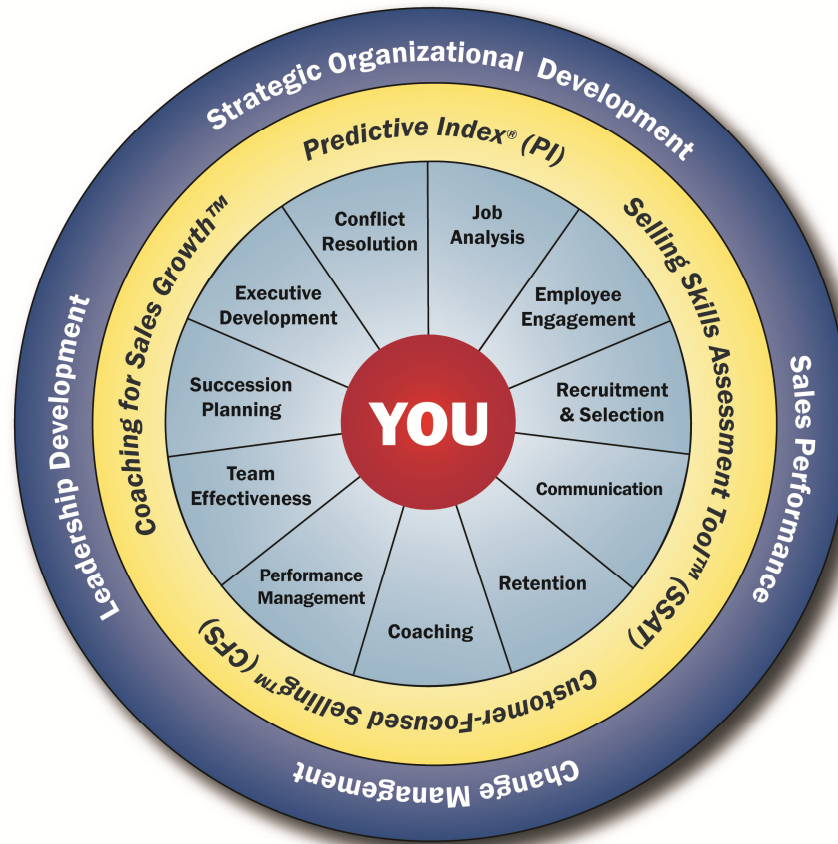 Strategic Organizational Development
Sales Performance
Change Management
Leadership Development
Predictive Index® (PI)
Selling Skills Assessment Tool™ (SSAT)
Customer-Focused Selling™ (CFS)
Coaching for Sales Growth™
Job
Analysis
Employee
Engagement
Recruitment
& Selection
Communication
Retention
Coaching
Performance
Management
Team
Effectiveness
Succession
Planning
Executive
Development
Conflict
Resolution
YOU